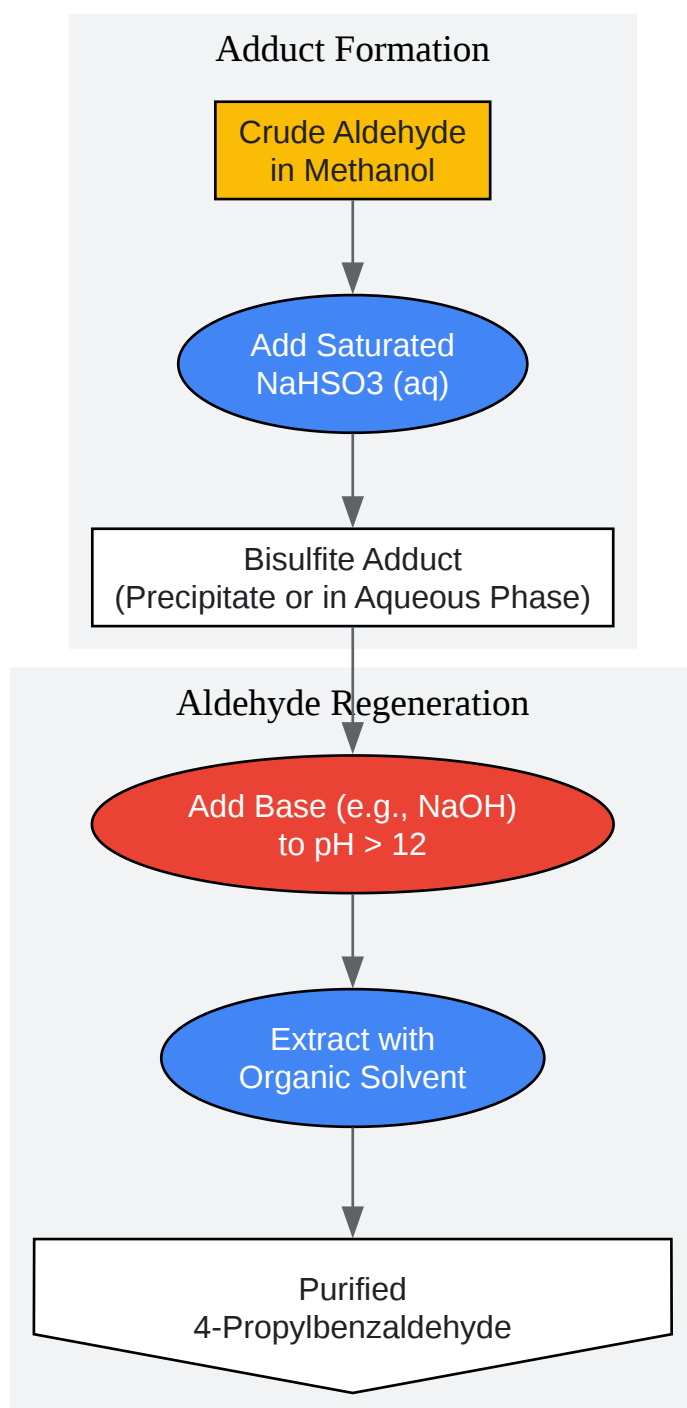 Adduct Formation
Crude Aldehyde
in Methanol
Add Saturated
NaHSO3 (aq)
Bisulfite Adduct
(Precipitate or in Aqueous Phase)
Aldehyde Regeneration
Add Base (e.g., NaOH)
to pH > 12
Extract with
Organic Solvent
Purified
4-Propylbenzaldehyde